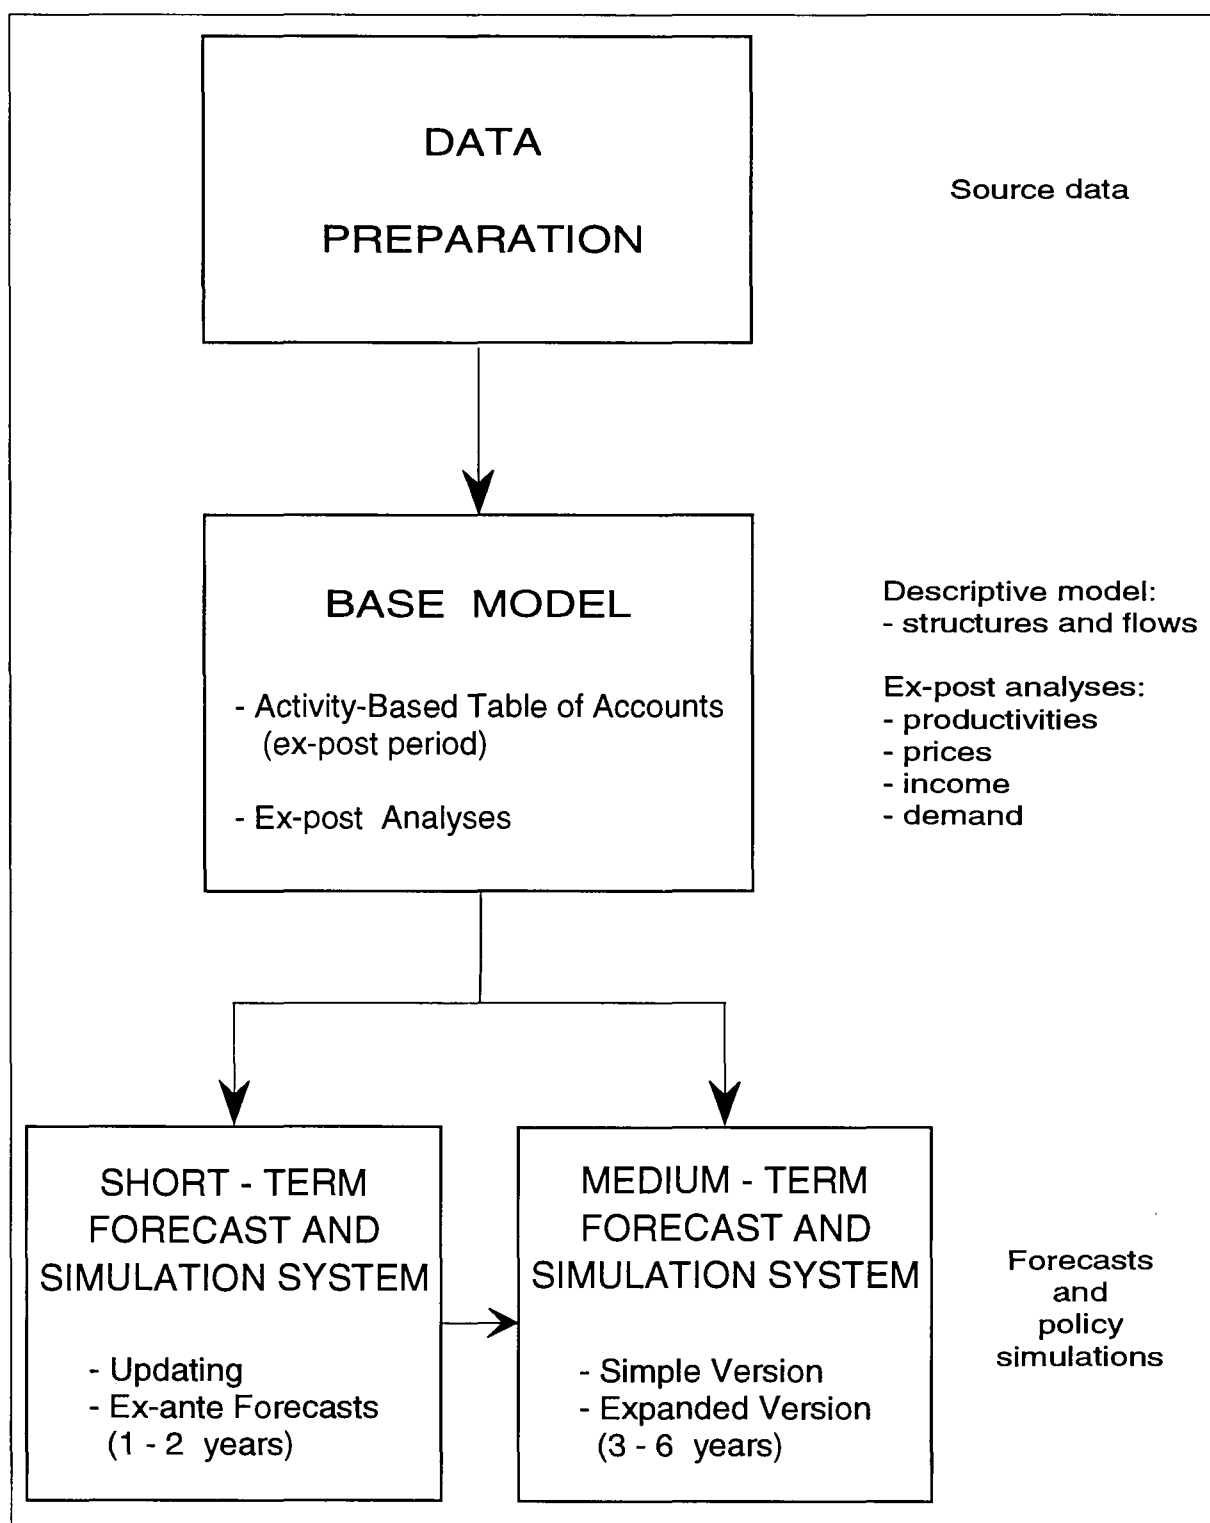 DATA
PREPARATION
Source data
BASE MODEL
- Activity-Based Table of Accounts
(ex-post period)
- Ex-post Analyses
Descriptive model:
- structures and flows
Ex-post analyses:
- productivities
- prices
- income
- demand
SHORT - TERM
FORECAST AND
SIMULATION SYSTEM
- Updating
- Ex-ante Forecasts
(1 - 2 years)
MEDIUM - TERM
FORECAST AND
SIMULATION SYSTEM
- Simple Version
- Expanded Version
(3 - 6 years)
Forecasts
and
policy
simulations